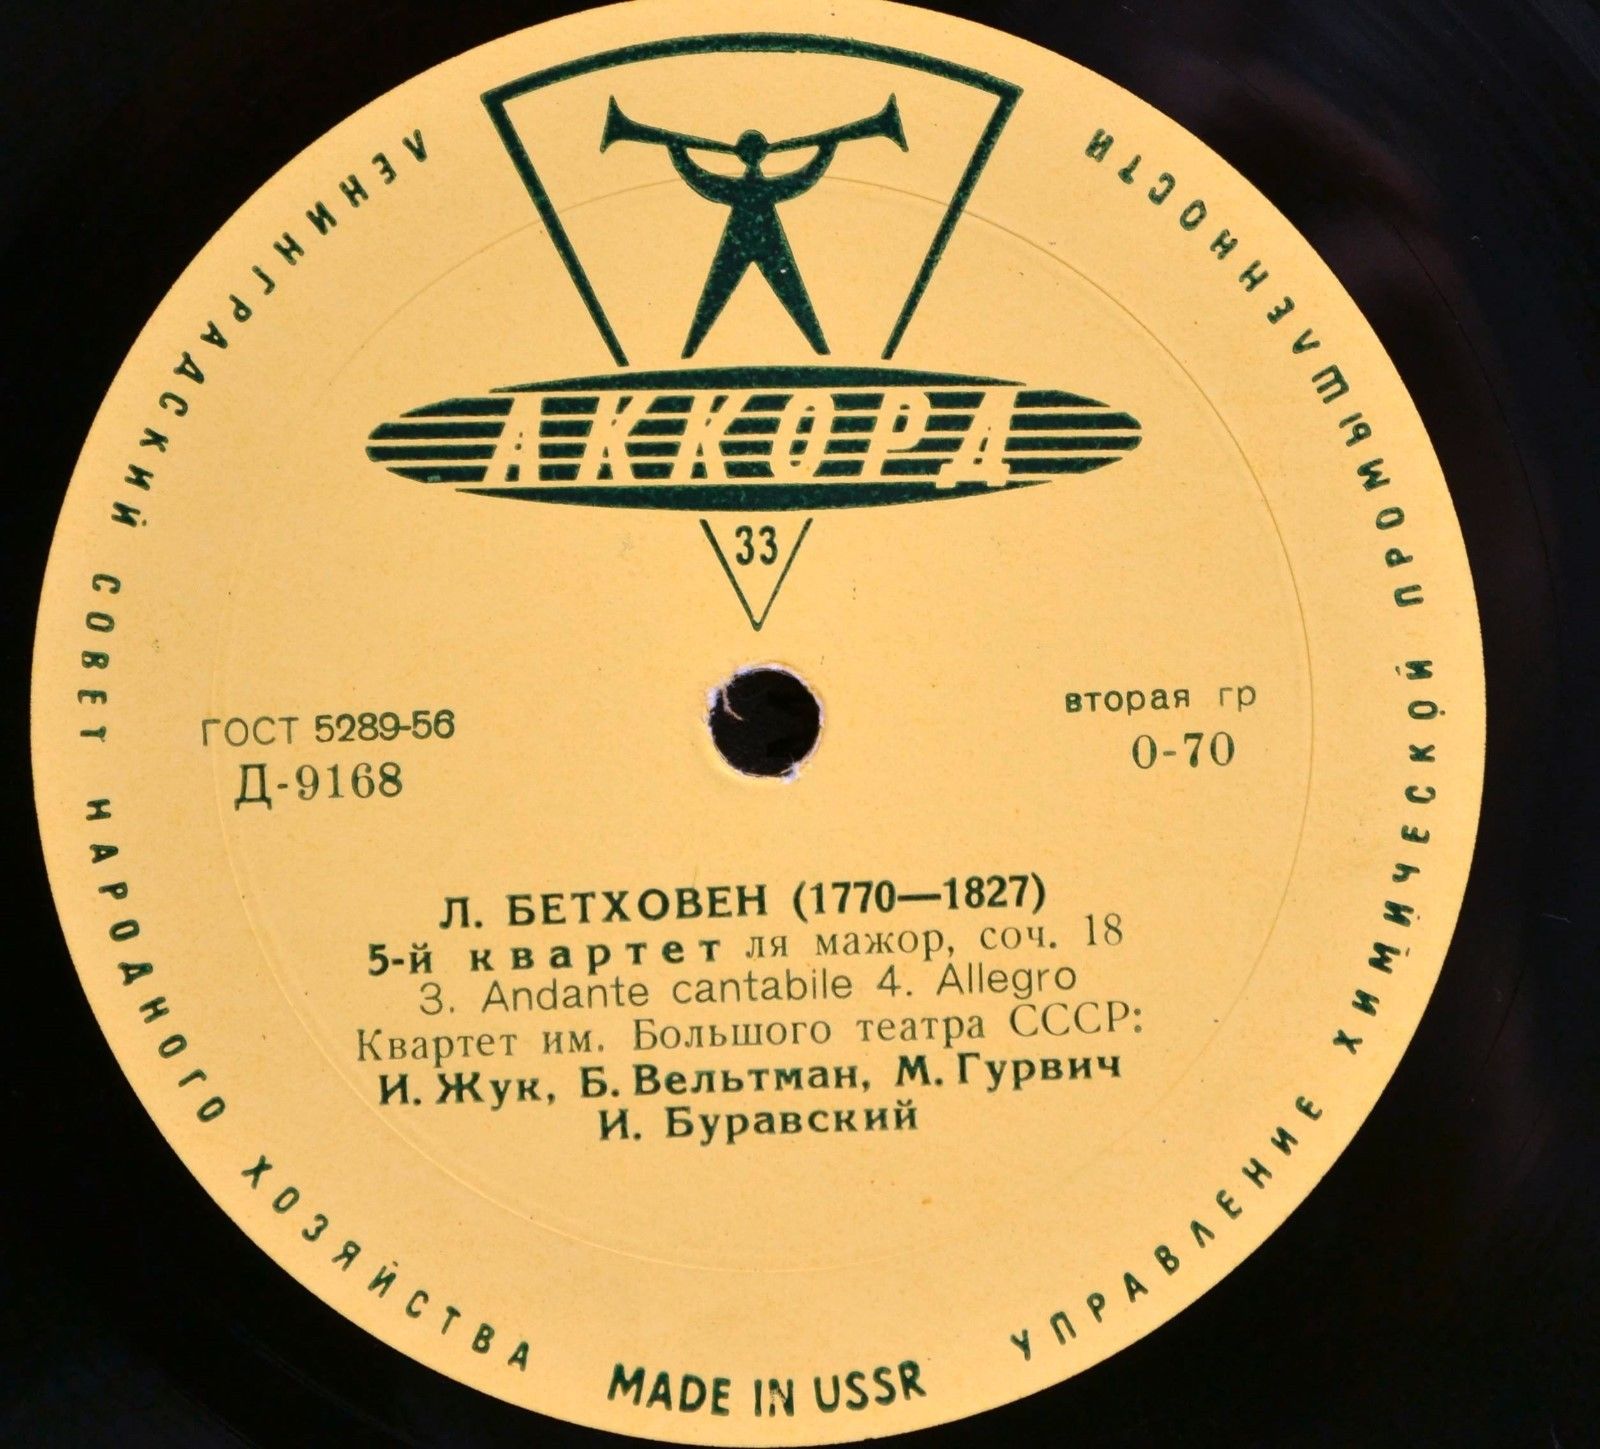 ЛЕНИНГРАДСКИЙ СОВЕТ НАРОДНОГО ХОЗЯЙСТВА
УПРАВЛЕНИЕ ХИМИЧЕСКОЙ ПРОМЫШЛЕННОСТИ
АККОРД
33
ГОСТ 5289-56
Д-9168
вторая гр
0-70
Л. БЕТХОВЕН (1770—1827)
5-й квартет ля мажор, соч. 18
3. Andante cantabile 4. Allegro
Квартет им. Большого театра СССР:
И. Жук, Б. Вельтман, М. Гурвич
И. Буравский
MADE IN USSR